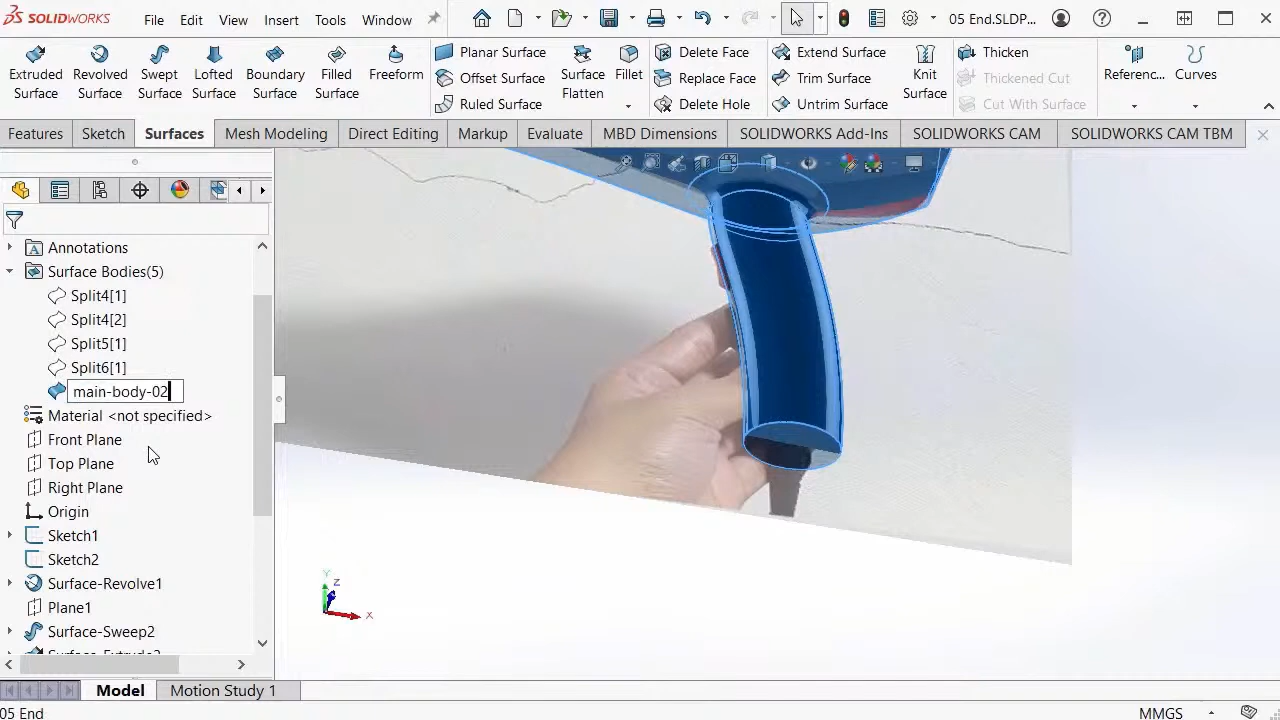 SOLIDWORKS File Edit View Insert Tools Window 05 End.SLDP...
Extruded Surface
Revolved Surface
Swept Surface
Lofted Surface
Boundary Surface
Filled Surface
Freeform
Planar Surface
Offset Surface
Ruled Surface
Surface Flatten
Fillet
Delete Face
Replace Face
Delete Hole
Extend Surface
Trim Surface
Untrim Surface
Knit Surface
Thicken
Thickened Cut
Cut With Surface
Referenc...
Curves
Features Sketch Surfaces Mesh Modeling Direct Editing Markup Evaluate MBD Dimensions SOLIDWORKS Add-Ins SOLIDWORKS CAM SOLIDWORKS CAM TBM
Annotations
Surface Bodies(5)
Split4[1]
Split4[2]
Split5[1]
Split6[1]
main-body-02
Material <not specified>
Front Plane
Top Plane
Right Plane
Origin
Sketch1
Sketch2
Surface-Revolve1
Plane1
Surface-Sweep2
Y
Z
X
Model Motion Study 1
05 End
MMGS